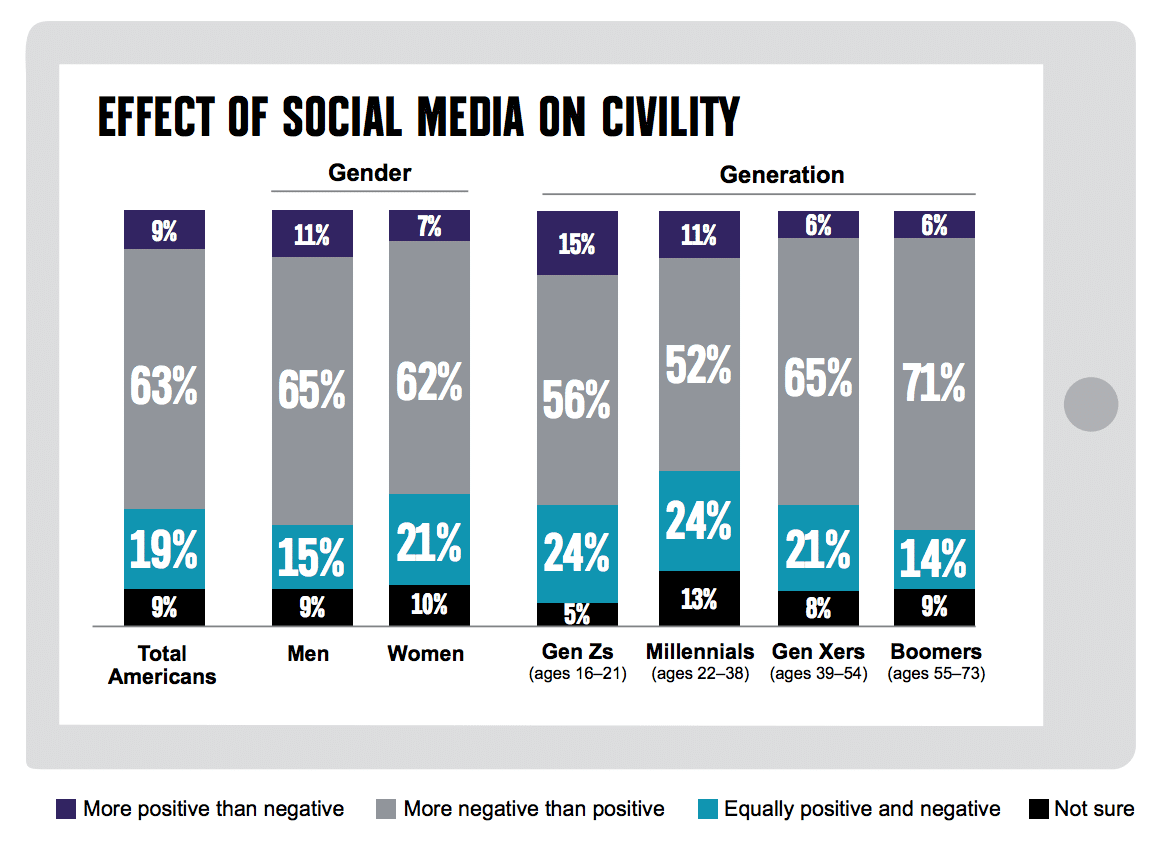 EFFECT OF SOCIAL MEDIA ON CIVILITY
Gender
Generation
9%
11%
7%
15%
11%
6%
6%
63%
65%
62%
56%
52%
65%
71%
19%
15%
21%
24%
24%
21%
14%
9%
9%
10%
5%
13%
8%
9%
Total
Americans
Men
Women
Gen Zs
(ages 16–21)
Millennials
(ages 22–38)
Gen Xers
(ages 39–54)
Boomers
(ages 55–73)
More positive than negative
More negative than positive
Equally positive and negative
Not sure